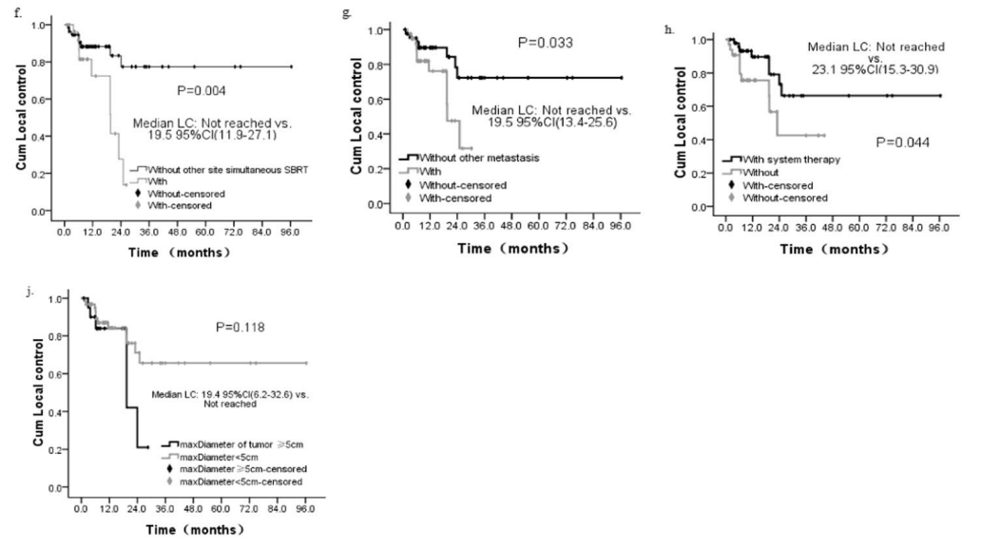 f.
Cum Local control
1.0
0.8
0.6
0.4
0.2
0.0
P=0.004
Median LC: Not reached vs.
19.5 95%CI(11.9-27.1)
Without other site simultaneous SBRT
With
Without-censored
With-censored
0.0 12.0 24.0 36.0 48.0 60.0 72.0 84.0 96.0
Time (months)
g.
Cum Local control
1.0
0.8
0.6
0.4
0.2
0.0
P=0.033
Median LC: Not reached vs.
19.5 95%CI(13.4-25.6)
Without other metastasis
With
Without-censored
With-censored
0.0 12.0 24.0 36.0 48.0 60.0 72.0 84.0 96.0
Time (months)
h.
Cum Local control
1.0
0.8
0.6
0.4
0.2
0.0
Median LC: Not reached
vs.
23.1 95%CI(15.3-30.9)
P=0.044
With system therapy
Without
With-censored
Without-censored
0.0 12.0 24.0 36.0 48.0 60.0 72.0 84.0 96.0
Time (months)
j.
Cum Local control
1.0
0.8
0.6
0.4
0.2
0.0
P=0.118
Median LC: 19.4 95%CI(6.2-32.6) vs.
Not reached
maxDiameter of tumor ≥5cm
maxDiameter<5cm
maxDiameter≥5cm-censored
maxDiameter<5cm-censored
0.0 12.0 24.0 36.0 48.0 60.0 72.0 84.0 96.0
Time (months)